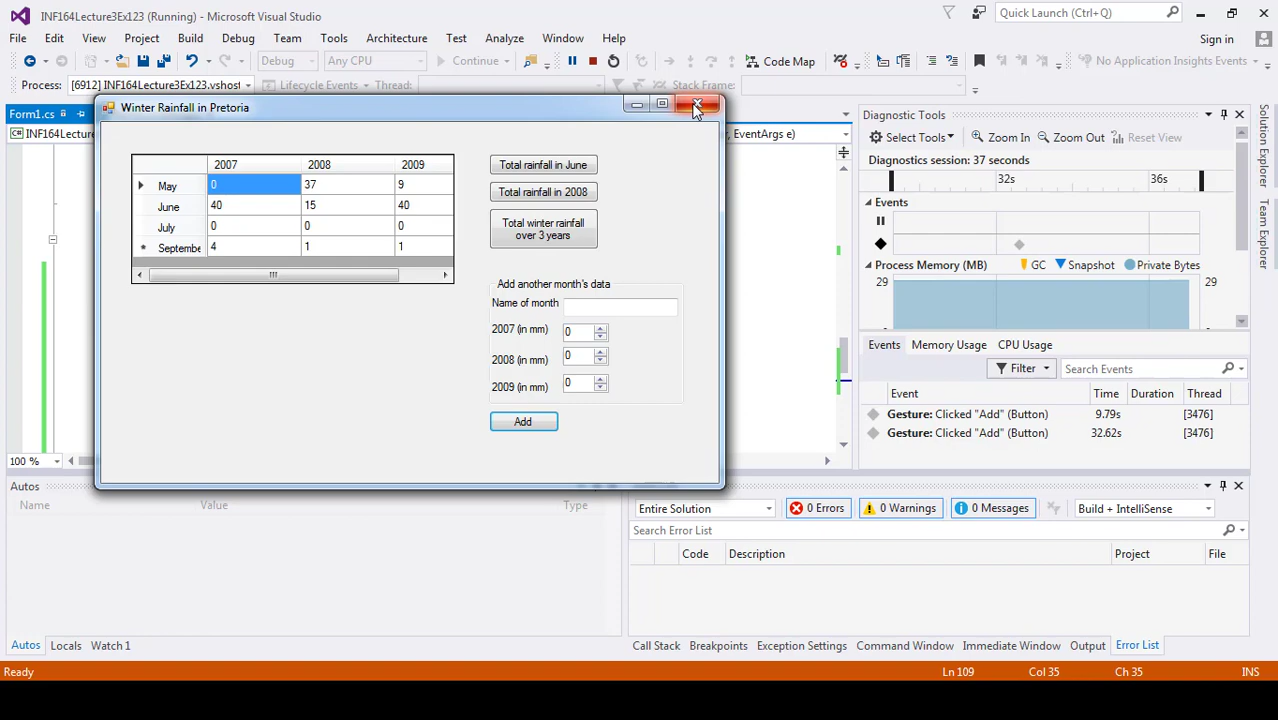 INF164Lecture3Ex123 (Running) - Microsoft Visual Studio
Quick Launch (Ctrl+Q)
File Edit View Project Build Debug Team Tools Architecture Test Analyze Window Help
Sign in
Debug Any CPU Continue Code Map No Application Insights Events
Process: [6912] INF164Lecture3Ex123.vshost Lifecycle Events Thread: Stack Frame:
Form1.cs
INF164Lectu
, EventArgs e)
Winter Rainfall in Pretoria
2007 2008 2009
May 0 37 9
June 40 15 40
July 0 0 0
Septembe 4 1 1
Total rainfall in June
Total rainfall in 2008
Total winter rainfall
over 3 years
Add another month's data
Name of month
2007 (in mm) 0
2008 (in mm) 0
2009 (in mm) 0
Add
100 %
Diagnostic Tools
Select Tools Zoom In Zoom Out Reset View
Diagnostics session: 37 seconds
32s 36s
Events
Process Memory (MB) GC Snapshot Private Bytes
29 29
Events Memory Usage CPU Usage
Filter Search Events
Event Time Duration Thread
Gesture: Clicked "Add" (Button) 9.79s [3476]
Gesture: Clicked "Add" (Button) 32.62s [3476]
Solution Explorer
Team Explorer
Autos
Name Value Type
Entire Solution 0 Errors 0 Warnings 0 Messages Build + IntelliSense
Search Error List
Code Description Project File
Autos Locals Watch 1
Call Stack Breakpoints Exception Settings Command Window Immediate Window Output Error List
Ready Ln 109 Col 35 Ch 35 INS